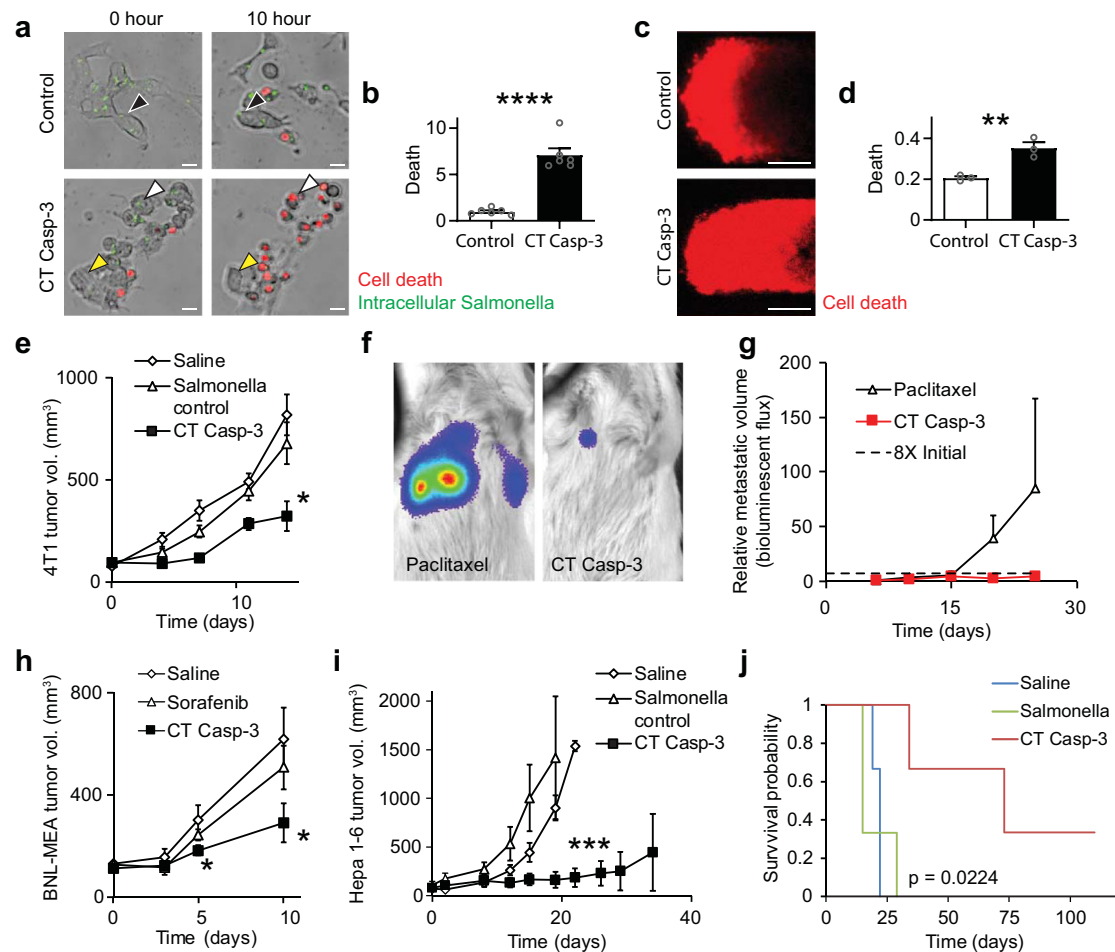 a
0 hour
10 hour
Control
CT Casp-3
b
****
Death
10
5
0
Control
CT Casp-3
Cell death
Intracellular Salmonella
c
Control
CT Casp-3
Cell death
d
**
Death
0.4
0.2
0
Control
CT Casp-3
e
Saline
Salmonella
control
CT Casp-3
4T1 tumor vol. (mm³)
1000
500
0
*
0
10
Time (days)
f
Paclitaxel
CT Casp-3
g
Relative metastatic volume
(bioluminescent flux)
200
150
100
50
0
Paclitaxel
CT Casp-3
8X Initial
0
15
30
Time (days)
h
Saline
Sorafenib
CT Casp-3
BNL-MEA tumor vol. (mm³)
800
400
0
*
*
0
5
10
Time (days)
i
Saline
Salmonella
control
CT Casp-3
Hepa 1-6 tumor vol. (mm³)
2000
1500
1000
500
0
***
0
20
40
Time (days)
j
Saline
Salmonella
CT Casp-3
Survival probability
1
0.8
0.6
0.4
0.2
0
p = 0.0224
0
25
50
75
100
Time (days)